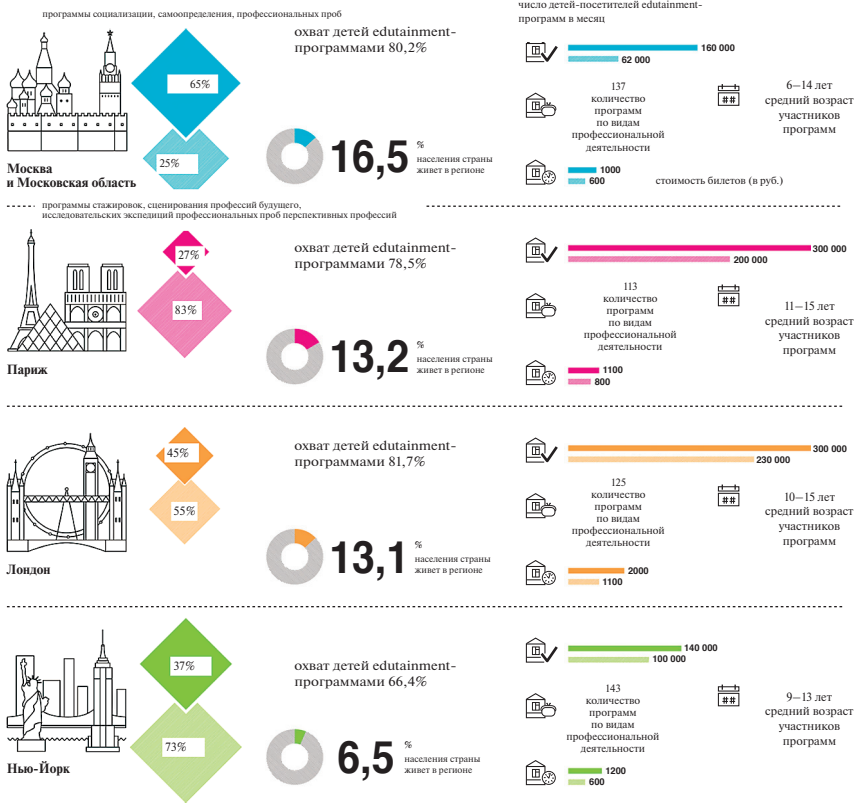 программы социализации, самоопределения, профессиональных проб
число детей-посетителей edutainment-
программ в месяц
65%
25%
Москва
и Московская область
охват детей edutainment-
программами 80,2%
16,5
%
населения страны
живет в регионе
160 000
62 000
137
количество
программ
по видам
профессиональной
деятельности
##
6–14 лет
средний возраст
участников
программ
1000
600
стоимость билетов (в руб.)
программы стажировок, сценирования профессий будущего,
исследовательских экспедиций профессиональных проб перспективных профессий
27%
83%
Париж
охват детей edutainment-
программами 78,5%
13,2
%
населения страны
живет в регионе
300 000
200 000
113
количество
программ
по видам
профессиональной
деятельности
##
11–15 лет
средний возраст
участников
программ
1100
800
45%
55%
Лондон
охват детей edutainment-
программами 81,7%
13,1
%
населения страны
живет в регионе
300 000
230 000
125
количество
программ
по видам
профессиональной
деятельности
##
10–15 лет
средний возраст
участников
программ
2000
1100
37%
73%
Нью-Йорк
охват детей edutainment-
программами 66,4%
6,5
%
населения страны
живет в регионе
140 000
100 000
143
количество
программ
по видам
профессиональной
деятельности
##
9–13 лет
средний возраст
участников
программ
1200
600